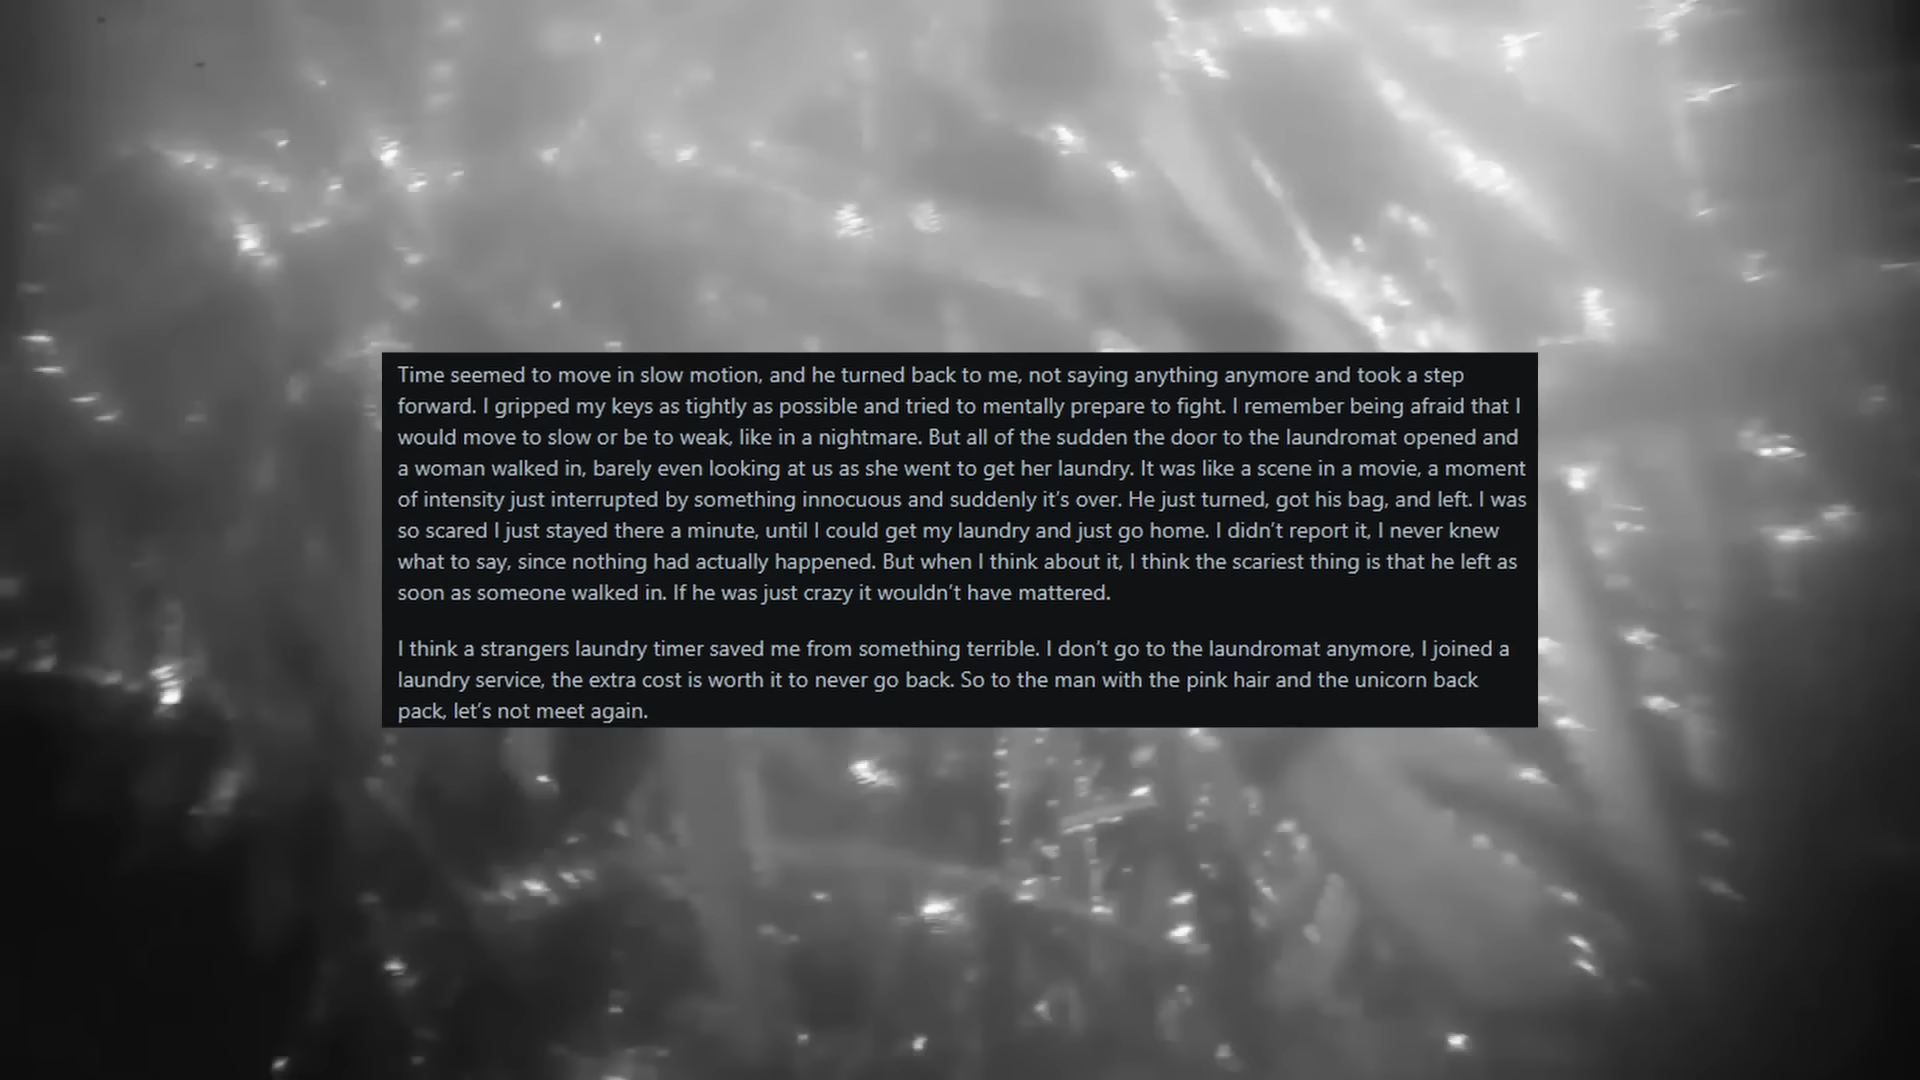 Time seemed to move in slow motion, and he turned back to me, not saying anything anymore and took a step
forward. I gripped my keys as tightly as possible and tried to mentally prepare to fight. I remember being afraid that I
would move to slow or be to weak, like in a nightmare. But all of the sudden the door to the laundromat opened and
a woman walked in, barely even looking at us as she went to get her laundry. It was like a scene in a movie, a moment
of intensity just interrupted by something innocuous and suddenly it’s over. He just turned, got his bag, and left. I was
so scared I just stayed there a minute, until I could get my laundry and just go home. I didn’t report it, I never knew
what to say, since nothing had actually happened. But when I think about it, I think the scariest thing is that he left as
soon as someone walked in. If he was just crazy it wouldn’t have mattered.
I think a strangers laundry timer saved me from something terrible. I don’t go to the laundromat anymore, I joined a
laundry service, the extra cost is worth it to never go back. So to the man with the pink hair and the unicorn back
pack, let’s not meet again.